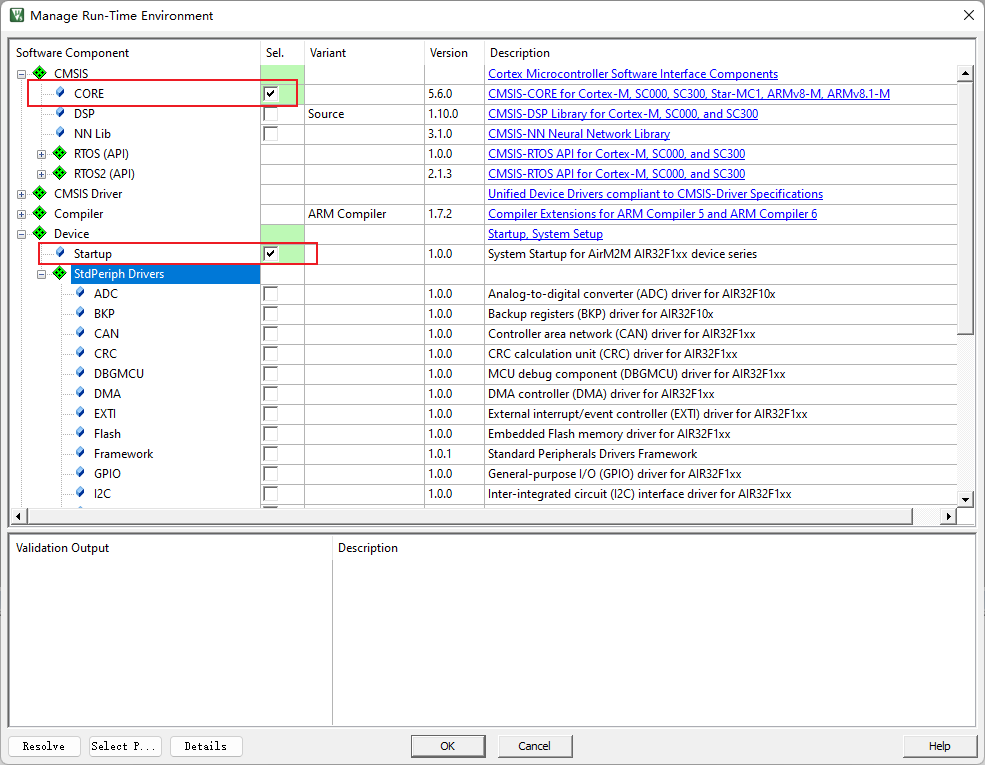 Manage Run-Time Environment
Software Component Sel. Variant Version Description
CMSIS Cortex Microcontroller Software Interface Components
CORE 5.6.0 CMSIS-CORE for Cortex-M, SC000, SC300, Star-MC1, ARMv8-M, ARMv8.1-M
DSP Source 1.10.0 CMSIS-DSP Library for Cortex-M, SC000, and SC300
NN Lib 3.1.0 CMSIS-NN Neural Network Library
RTOS (API) 1.0.0 CMSIS-RTOS API for Cortex-M, SC000, and SC300
RTOS2 (API) 2.1.3 CMSIS-RTOS API for Cortex-M, SC000, and SC300
CMSIS Driver Unified Device Drivers compliant to CMSIS-Driver Specifications
Compiler ARM Compiler 1.7.2 Compiler Extensions for ARM Compiler 5 and ARM Compiler 6
Device Startup, System Setup
Startup 1.0.0 System Startup for AirM2M AIR32F1xx device series
StdPeriph Drivers
ADC 1.0.0 Analog-to-digital converter (ADC) driver for AIR32F10x
BKP 1.0.0 Backup registers (BKP) driver for AIR32F10x
CAN 1.0.0 Controller area network (CAN) driver for AIR32F1xx
CRC 1.0.0 CRC calculation unit (CRC) driver for AIR32F1xx
DBGMCU 1.0.0 MCU debug component (DBGMCU) driver for AIR32F1xx
DMA 1.0.0 DMA controller (DMA) driver for AIR32F1xx
EXTI 1.0.0 External interrupt/event controller (EXTI) driver for AIR32F1xx
Flash 1.0.0 Embedded Flash memory driver for AIR32F1xx
Framework 1.0.1 Standard Peripherals Drivers Framework
GPIO 1.0.0 General-purpose I/O (GPIO) driver for AIR32F1xx
I2C 1.0.0 Inter-integrated circuit (I2C) interface driver for AIR32F1xx
Validation Output Description
Resolve Select P... Details OK Cancel Help